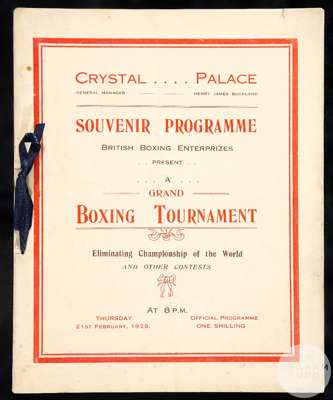 CRYSTAL .... PALACE
GENERAL MANAGER — — HENRY JAMES BUCKLAND
SOUVENIR PROGRAMME
BRITISH BOXING ENTERPRIZES
.. PRESENT ..
... A ...
GRAND
BOXING TOURNAMENT
Eliminating Championship of the World
AND OTHER CONTESTS
AT 8 P.M.
THURSDAY
21ST FEBRUARY, 1929.
OFFICIAL PROGRAMME
ONE SHILLING